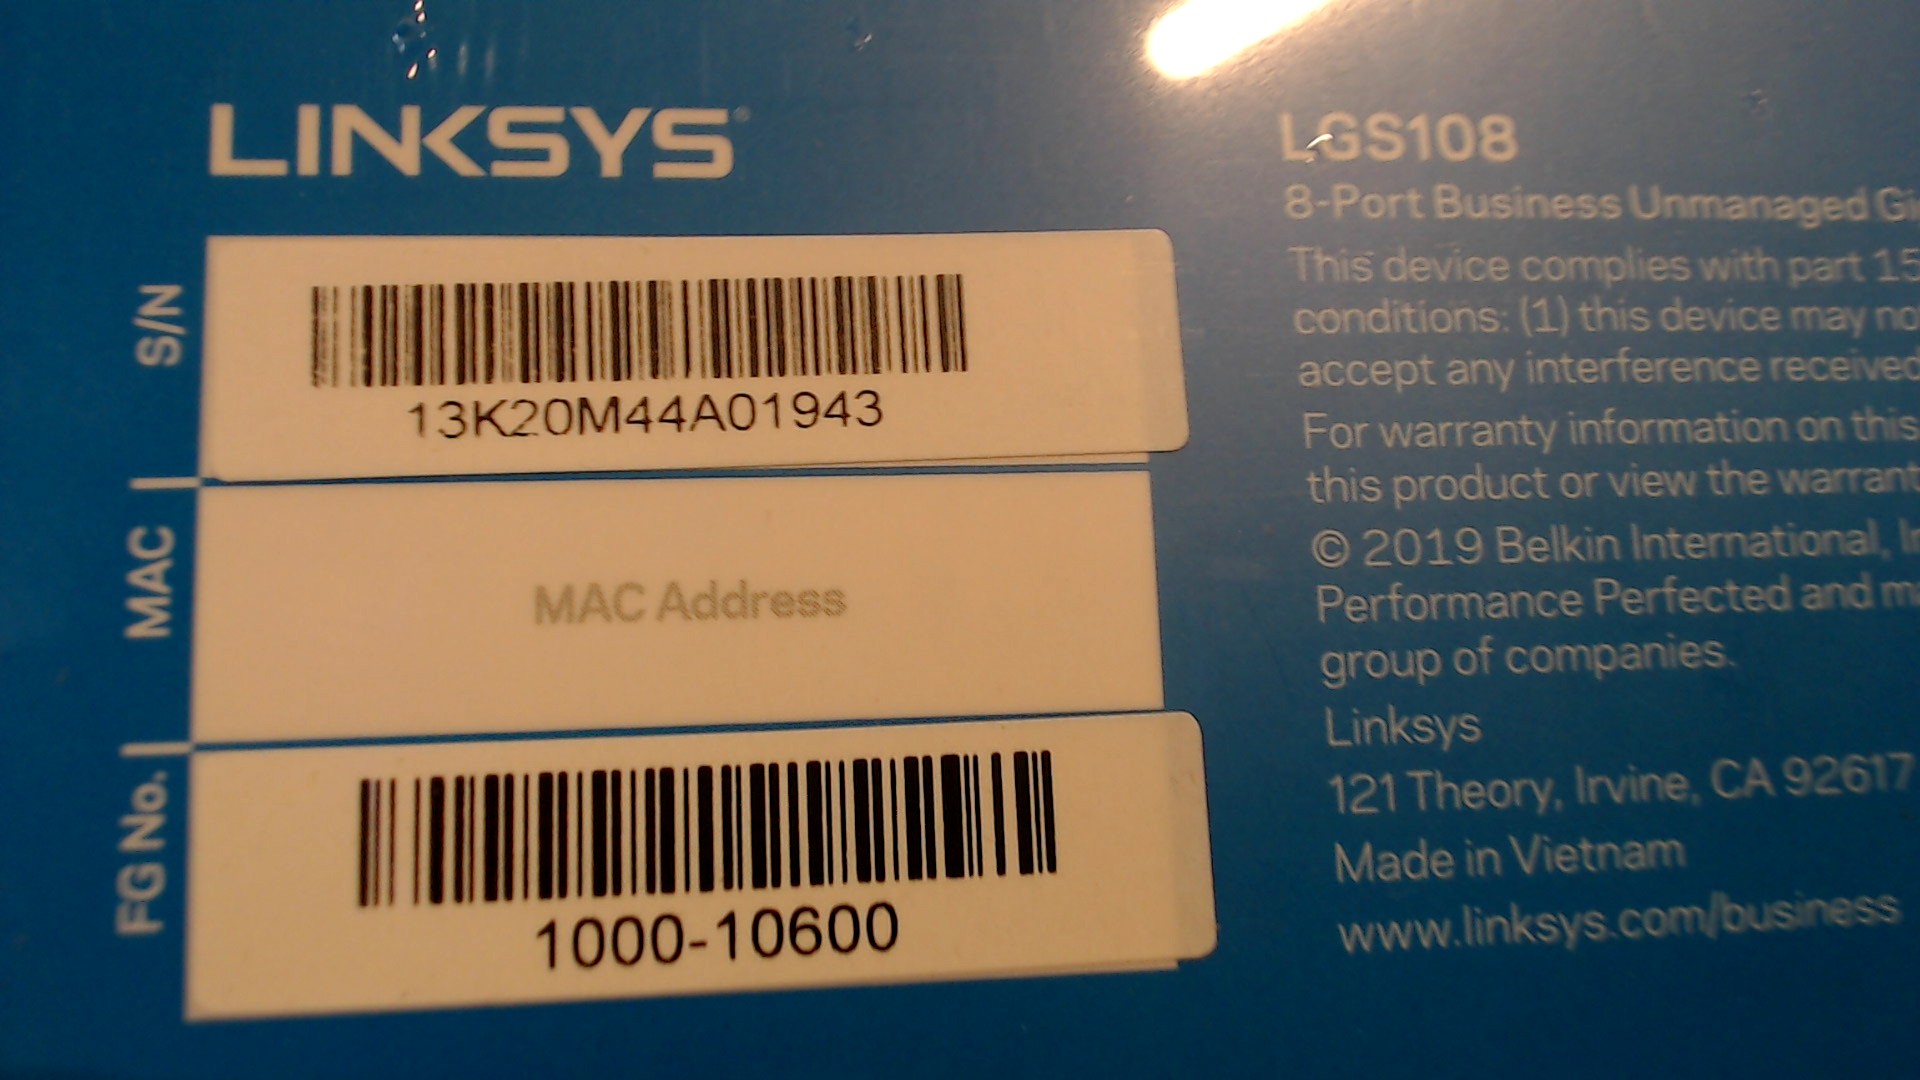 LINKSYS
S/N
13K20M44A01943
MAC
MAC Address
FG No.
1000-10600
LGS108
8-Port Business Unmanaged
This device complies with part 15
conditions: (1) this device may
accept any interference received
For warranty information on this
this product or view the
© 2019 Belkin International,
Performance Perfected and
group of companies.
Linksys
121 Theory, Irvine, CA 92617
Made in Vietnam
www.linksys.com/business